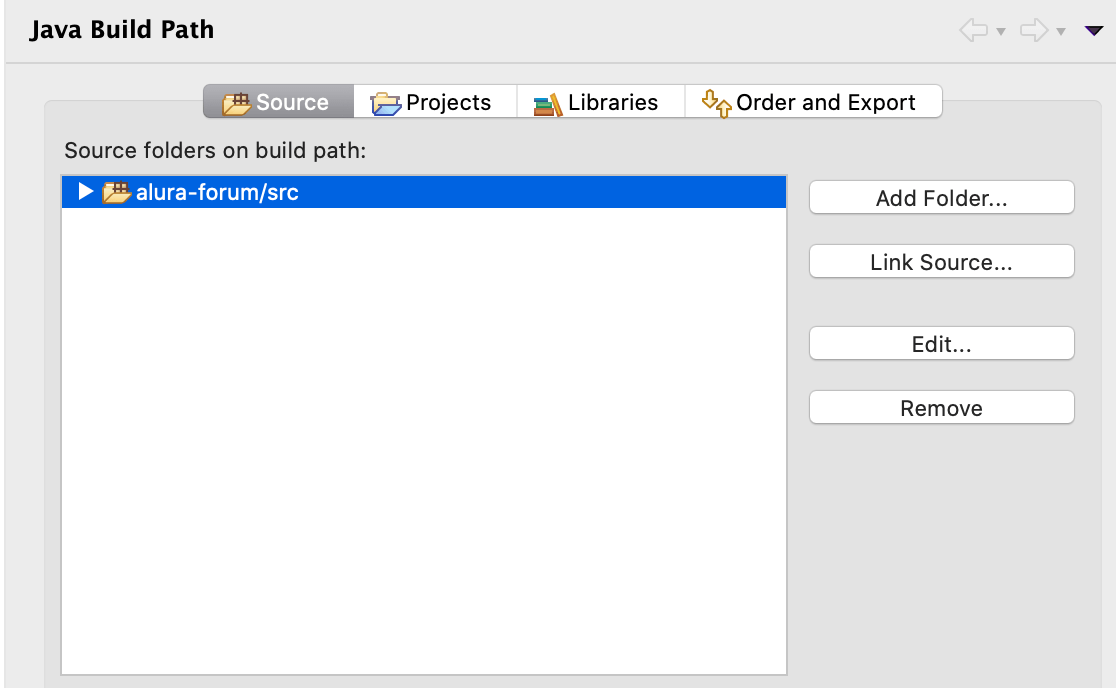 Java Build Path
Source Projects Libraries Order and Export
Source folders on build path:
alura-forum/src
Add Folder...
Link Source...
Edit...
Remove